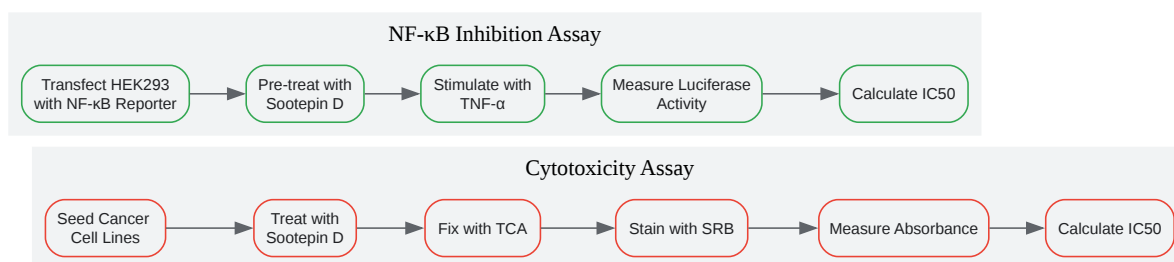 NF-κB Inhibition Assay
Transfect HEK293
with NF-κB Reporter
Pre-treat with
Sootepin D
Stimulate with
TNF-α
Measure Luciferase
Activity
Calculate IC50
Cytotoxicity Assay
Seed Cancer
Cell Lines
Treat with
Sootepin D
Fix with TCA
Stain with SRB
Measure Absorbance
Calculate IC50